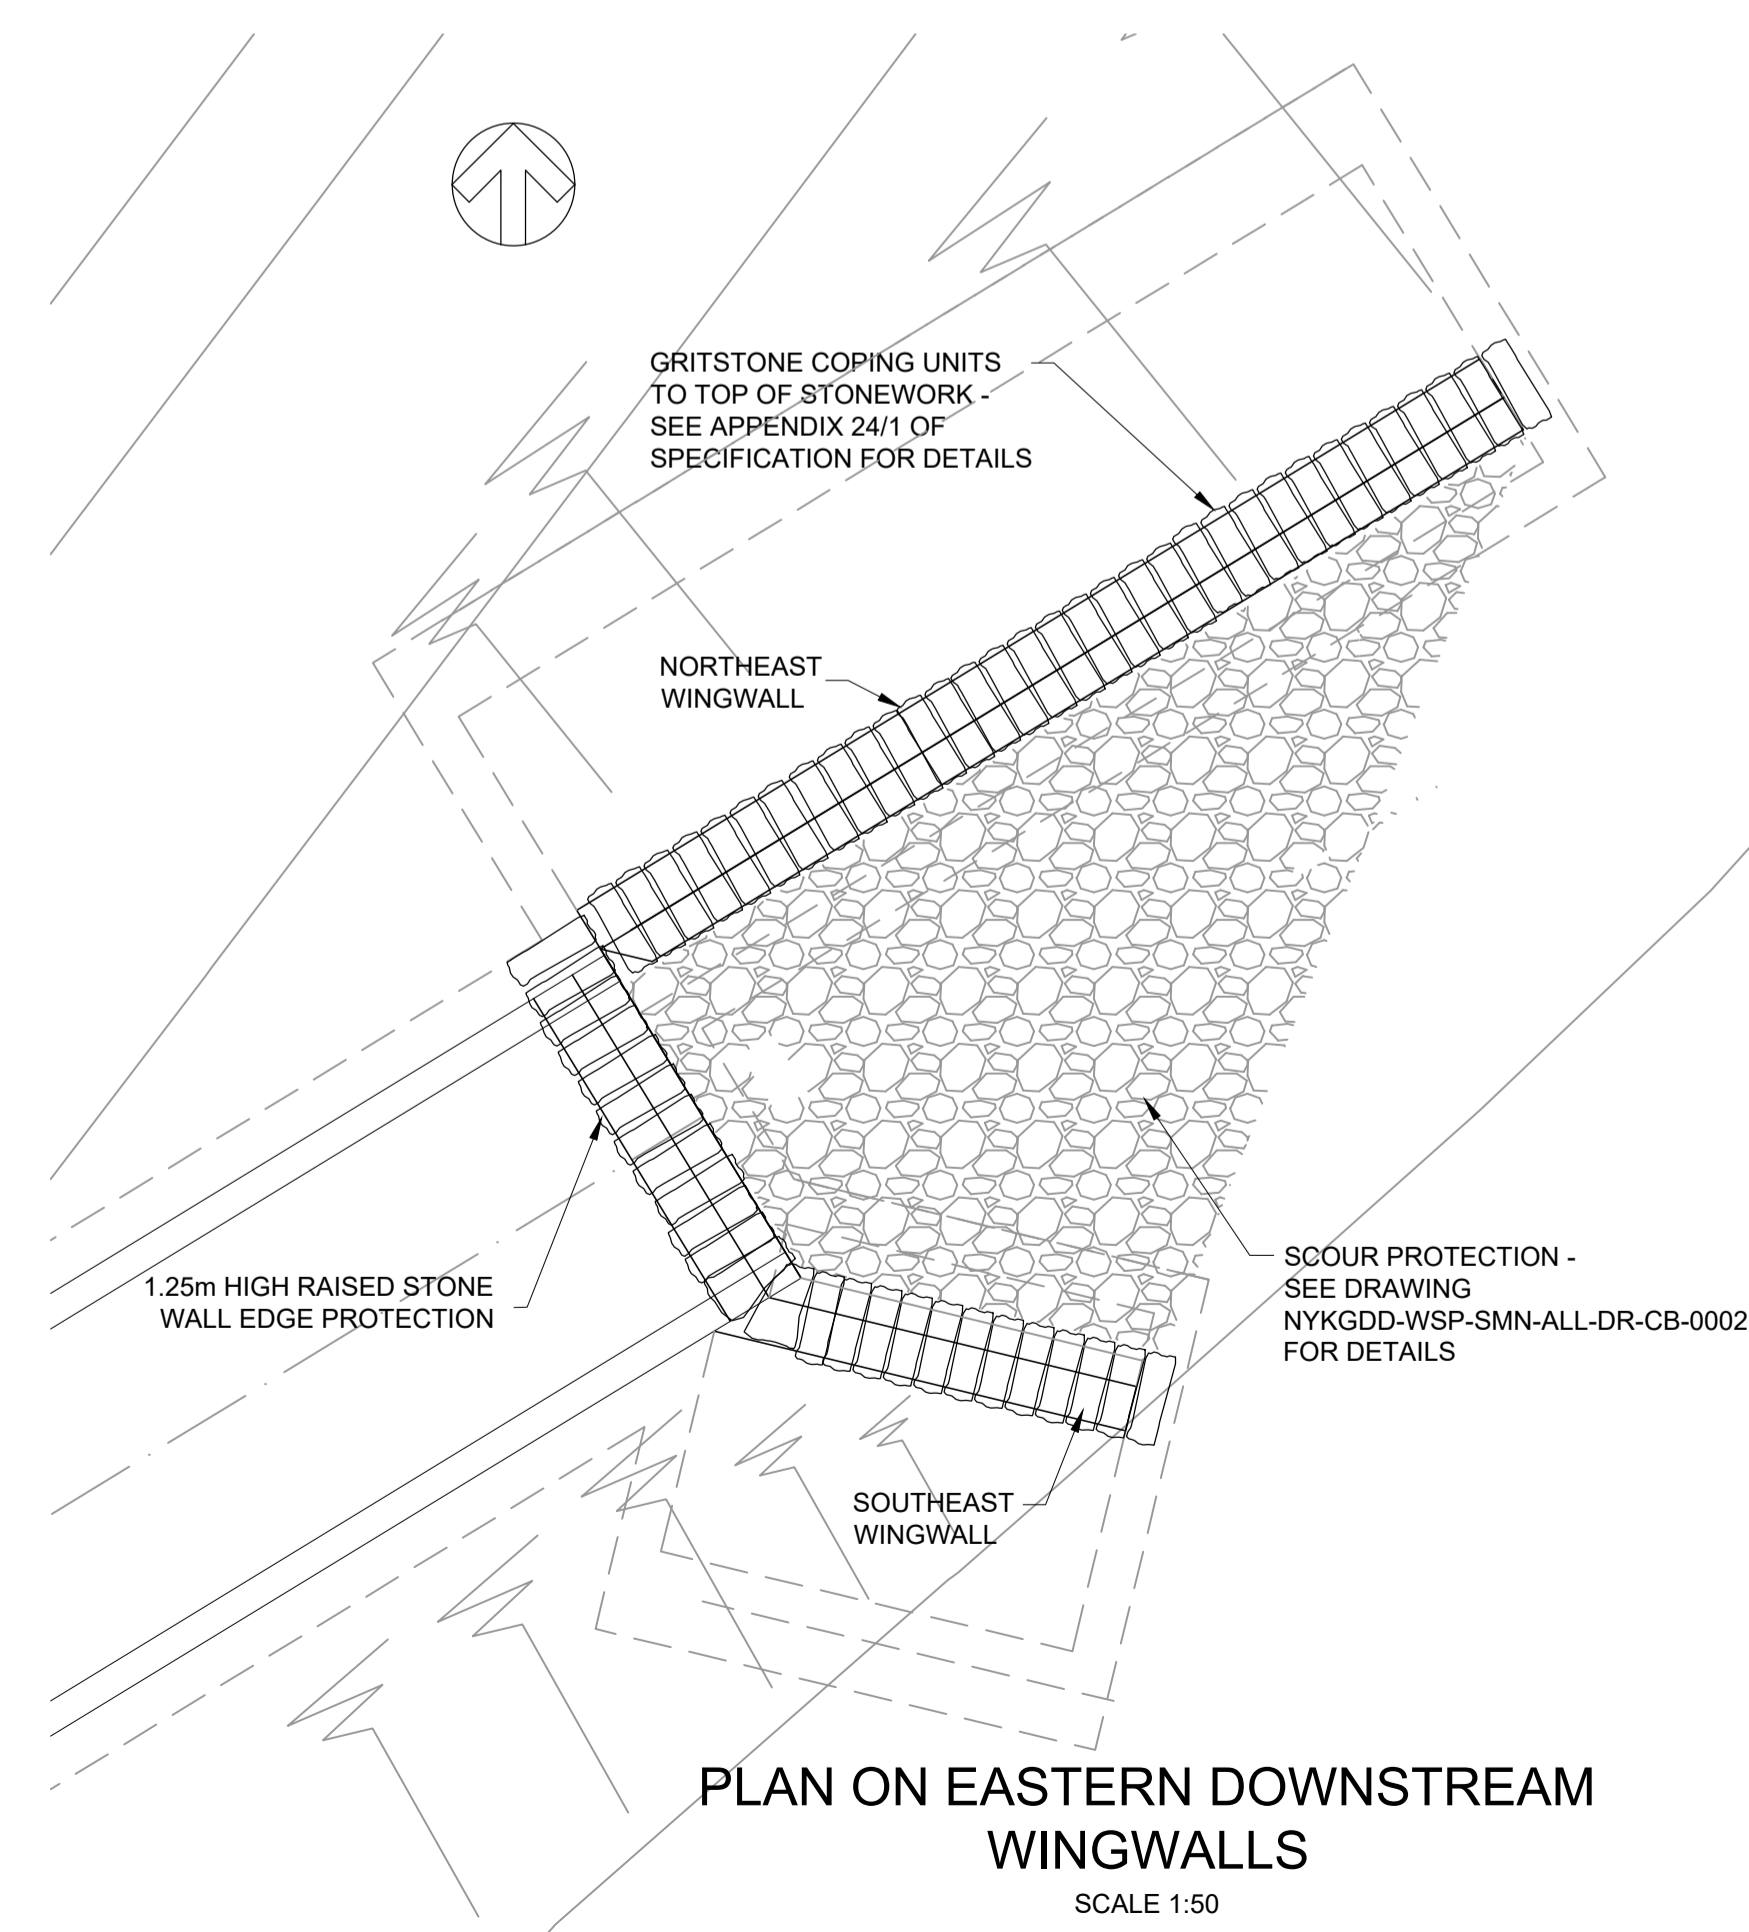 GRITSTONE COPING UNITS
TO TOP OF STONEWORK -
SEE APPENDIX 24/1 OF
SPECIFICATION FOR DETAILS
NORTHEAST
WINGWALL
1.25m HIGH RAISED STONE
WALL EDGE PROTECTION
SCOUR PROTECTION -
SEE DRAWING
NYKGDD-WSP-SMN-ALL-DR-CB-0002
FOR DETAILS
SOUTHEAST
WINGWALL
PLAN ON EASTERN DOWNSTREAM
WINGWALLS
SCALE 1:50